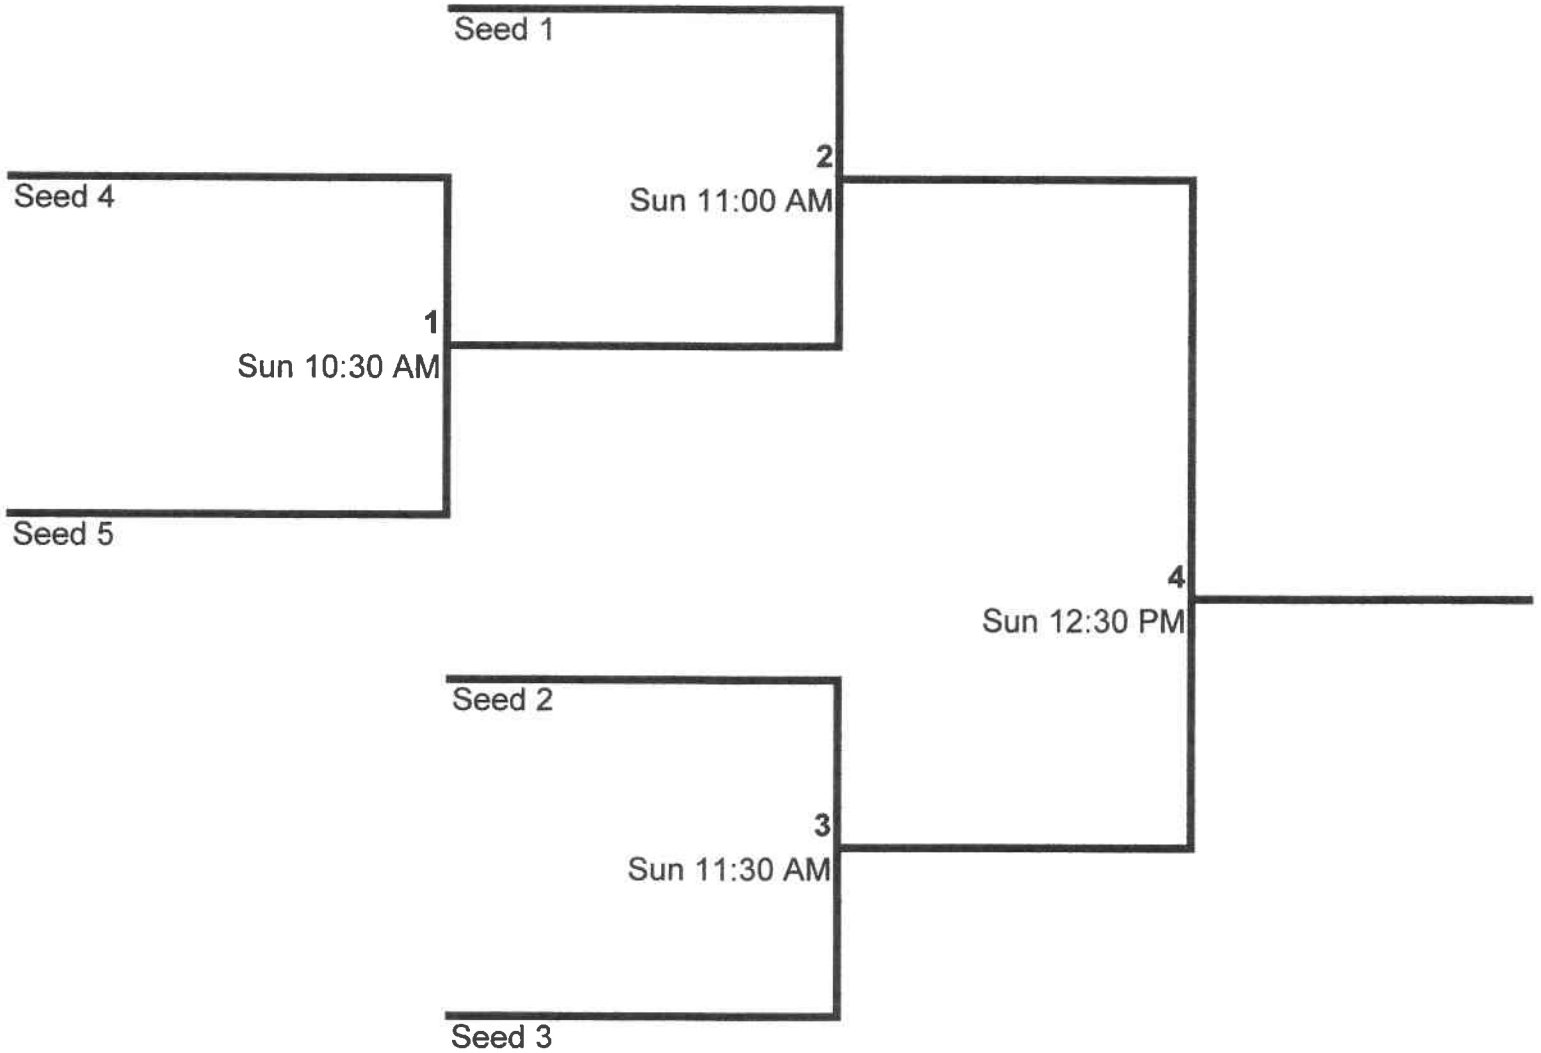 Seed 1
2
Sun 11:00 AM
Seed 4
1
Sun 10:30 AM
Seed 5
4
Sun 12:30 PM
Seed 2
3
Sun 11:30 AM
Seed 3